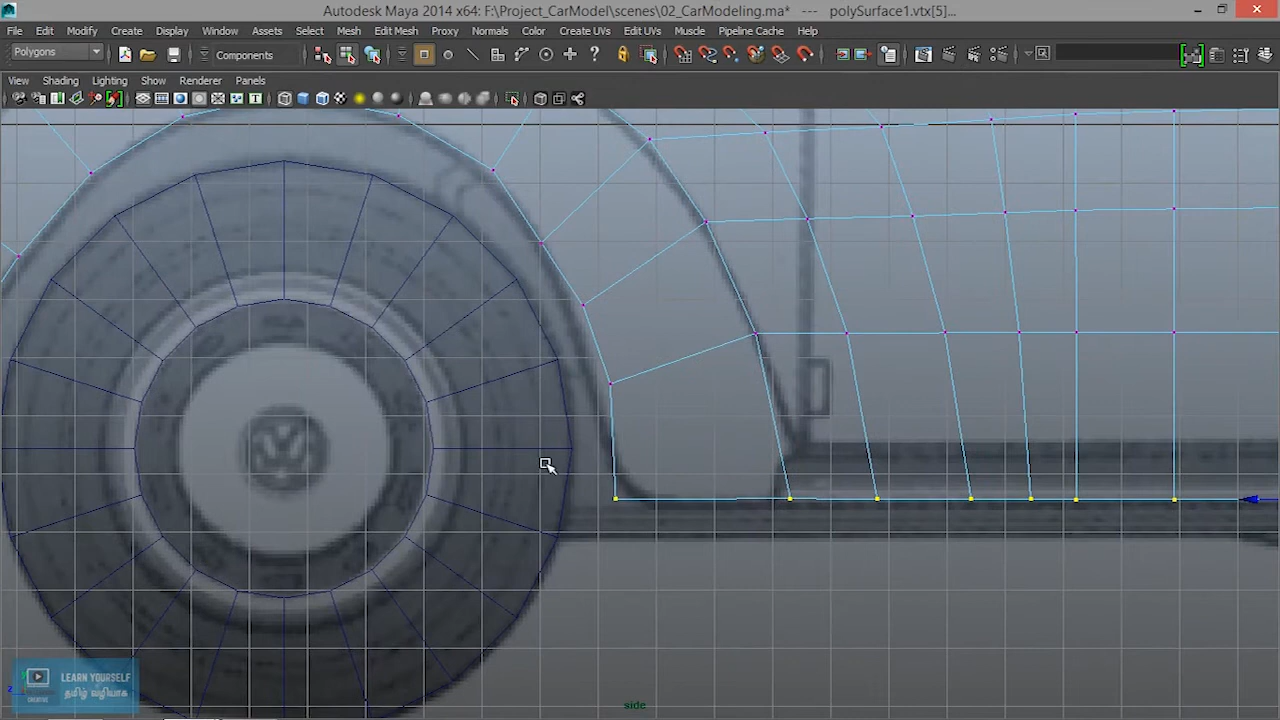 Autodesk Maya 2014 x64: F:\Project_CarModel\scenes\02_CarModeling.ma* --- polySurface1.vtx[5]...
File Edit Modify Create Display Window Assets Select Mesh Edit Mesh Proxy Normals Color Create UVs Edit UVs Muscle Pipeline Cache Help
Polygons Components
View Shading Lighting Show Renderer Panels
LEARN YOURSELF
தமிழ் வழியாக
side
z